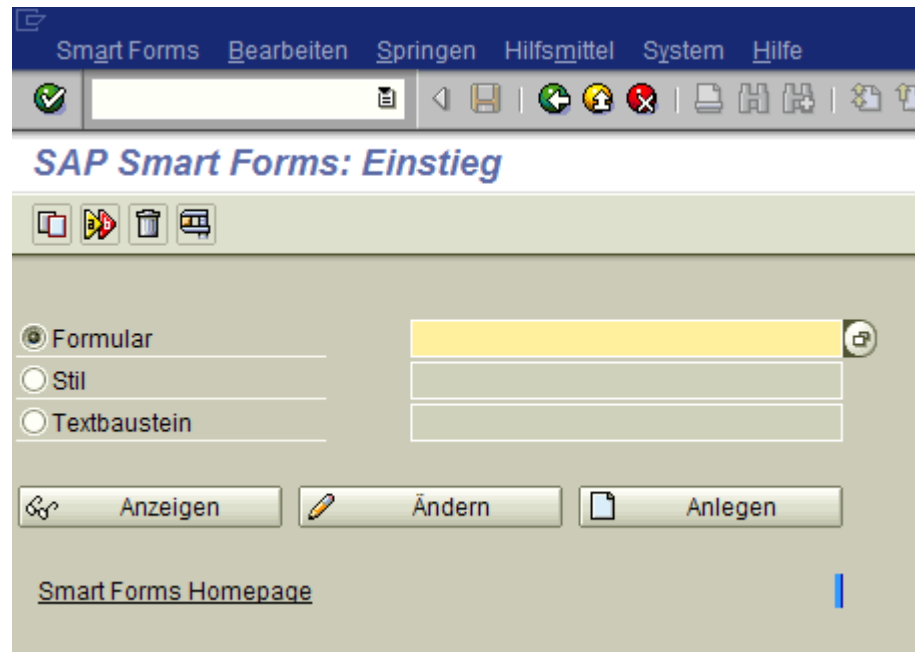 Smart Forms Bearbeiten Springen Hilfsmittel System Hilfe
SAP Smart Forms: Einstieg
Formular
Stil
Textbaustein
Anzeigen Ändern Anlegen
Smart Forms Homepage